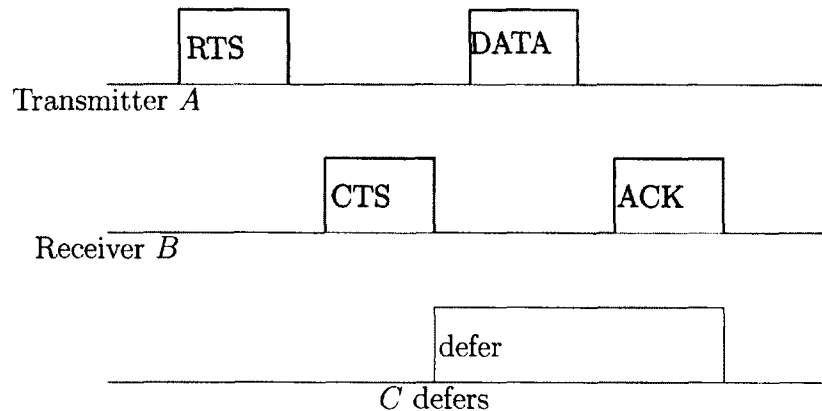 RTS
DATA
Transmitter A
CTS
ACK
Receiver B
defer
C defers